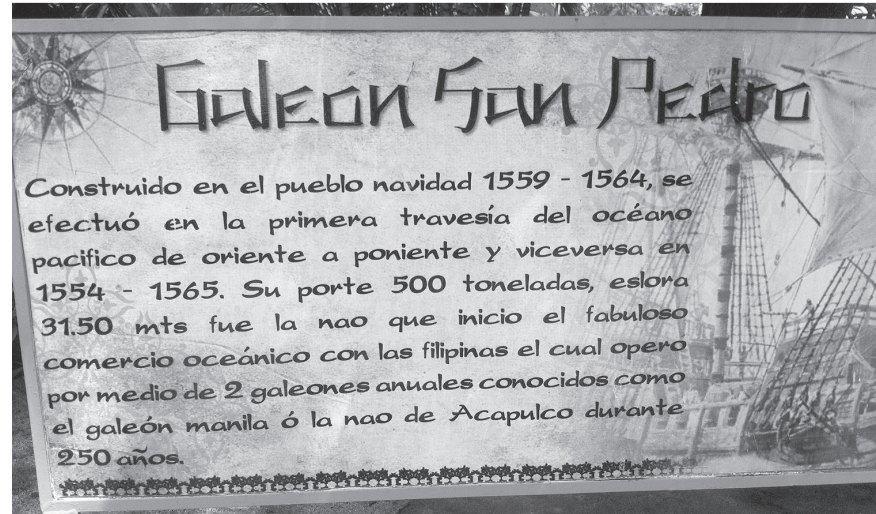 Galeon San Pedro
Construido en el pueblo navidad 1559 - 1564, se
efectuó en la primera travesía del océano
pacifico de oriente a poniente y viceversa en
1554 - 1565. Su porte 500 toneladas, eslora
31.50 mts fue la nao que inicio el fabuloso
comercio oceánico con las filipinas el cual opero
por medio de 2 galeones anuales conocidos como
el galeón manila ó la nao de Acapulco durante
250 años.